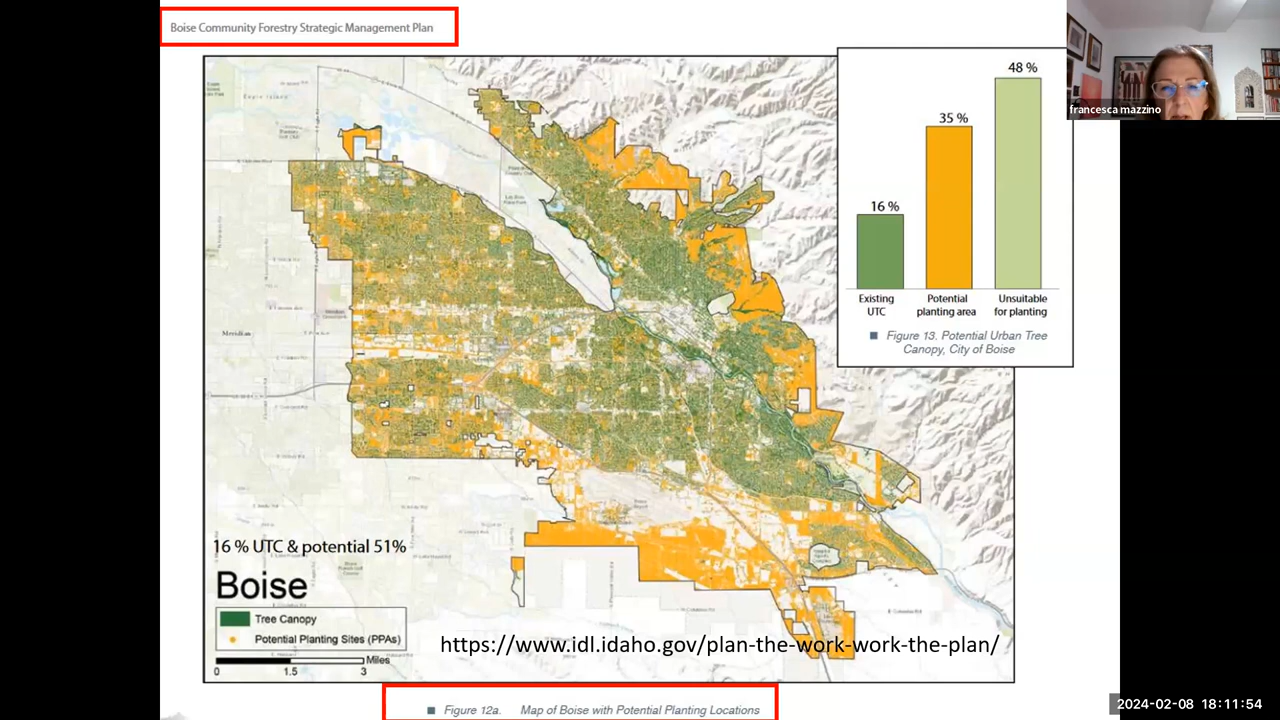 Boise Community Forestry Strategic Management Plan
francesca mazzino
48 %
35 %
16 %
Existing
UTC
Potential
planting area
Unsuitable
for planting
Figure 13. Potential Urban Tree
Canopy, City of Boise
Eagle Island
Meridian
16 % UTC & potential 51%
Boise
Tree Canopy
Potential Planting Sites (PPAs)
Miles
0 1.5 3
https://www.idl.idaho.gov/plan-the-work-work-the-plan/
Figure 12a. Map of Boise with Potential Planting Locations
2024-02-08 18:11:54